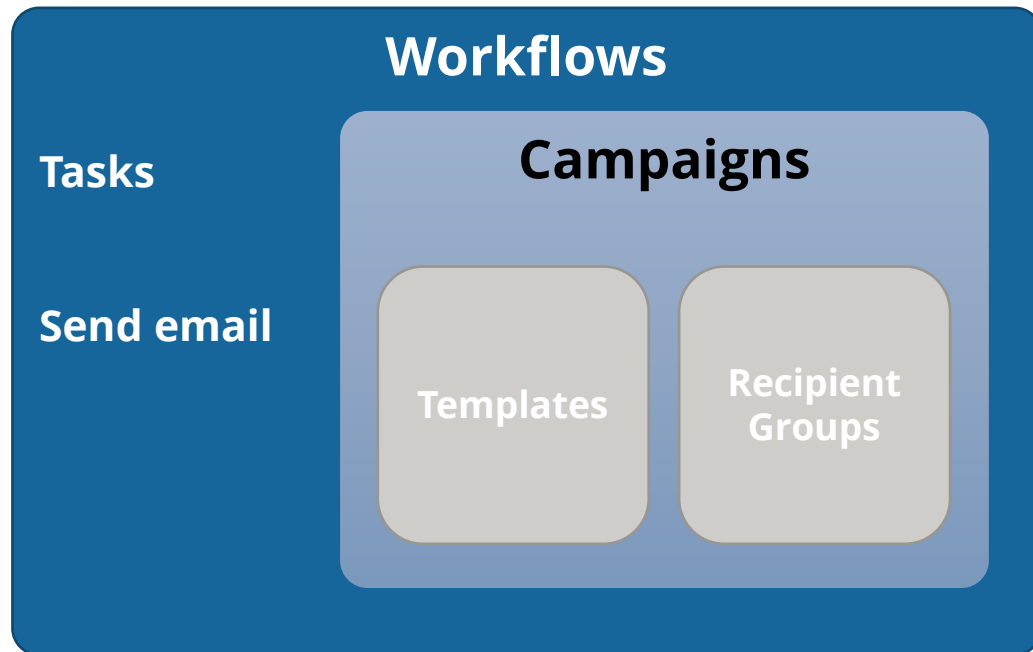 Workflows
Tasks
Campaigns
Send email
Templates
Recipient
Groups